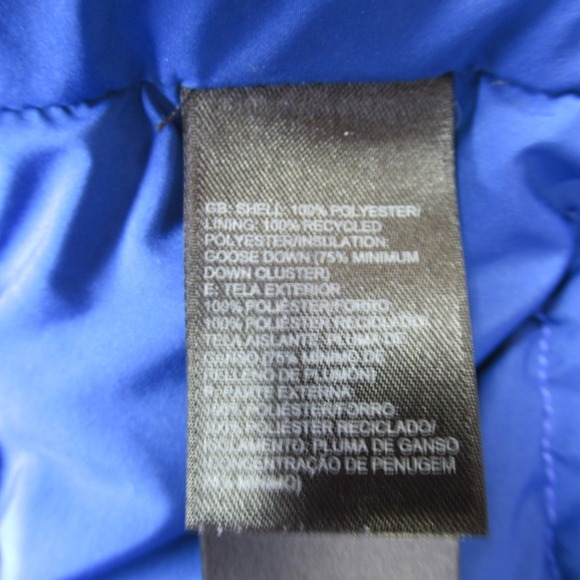 GB: SHELL: 100% POLYESTER/
LINING: 100% RECYCLED
POLYESTER/INSULATION:
GOOSE DOWN (75% MINIMUM
DOWN CLUSTER)
E: TELA EXTERIOR
100% POLIÉSTER/FORRO:
100% POLIÉSTER RECICLADO/
TELA AISLANTE: PLUMA DE
GANSO (75% MÍNIMO DE
RELLENO DE PLUMÓN)
PARTE EXTERNA:
100% POLIÉSTER/FORRO:
100% POLIÉSTER RECICLADO/
ISOLAMENTO: PLUMA DE GANSO
(CONCENTRAÇÃO DE PENUGEM
MÍNIMO)